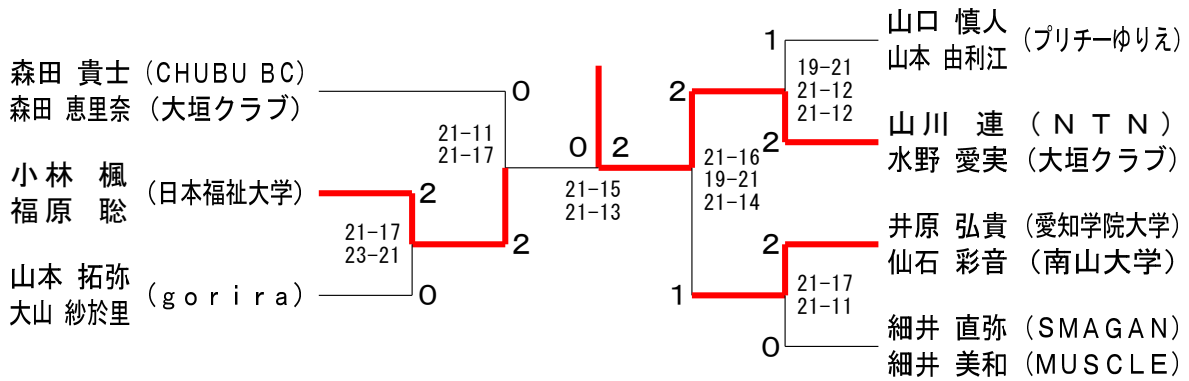 森田 貴士 (CHUBU BC)
森田 恵里奈 (大垣クラブ)
0
21-11
21-17
小林 楓
福原 聡
(日本福祉大学)
2
21-17
23-21
2
山本 拓弥
大山 紗於里
(gorira)
0
0 2
21-15
21-13
山口 慎人
山本 由利江
(プリチーゆりえ)
1
19-21
21-12
21-12
2
2
山川 連 (NTN)
水野 愛実 (大垣クラブ)
21-16
19-21
21-14
井原 弘貴 (愛知学院大学)
仙石 彩音 (南山大学)
2
1
21-17
21-11
0
細井 直弥 (SMAGAN)
細井 美和 (MUSCLE)